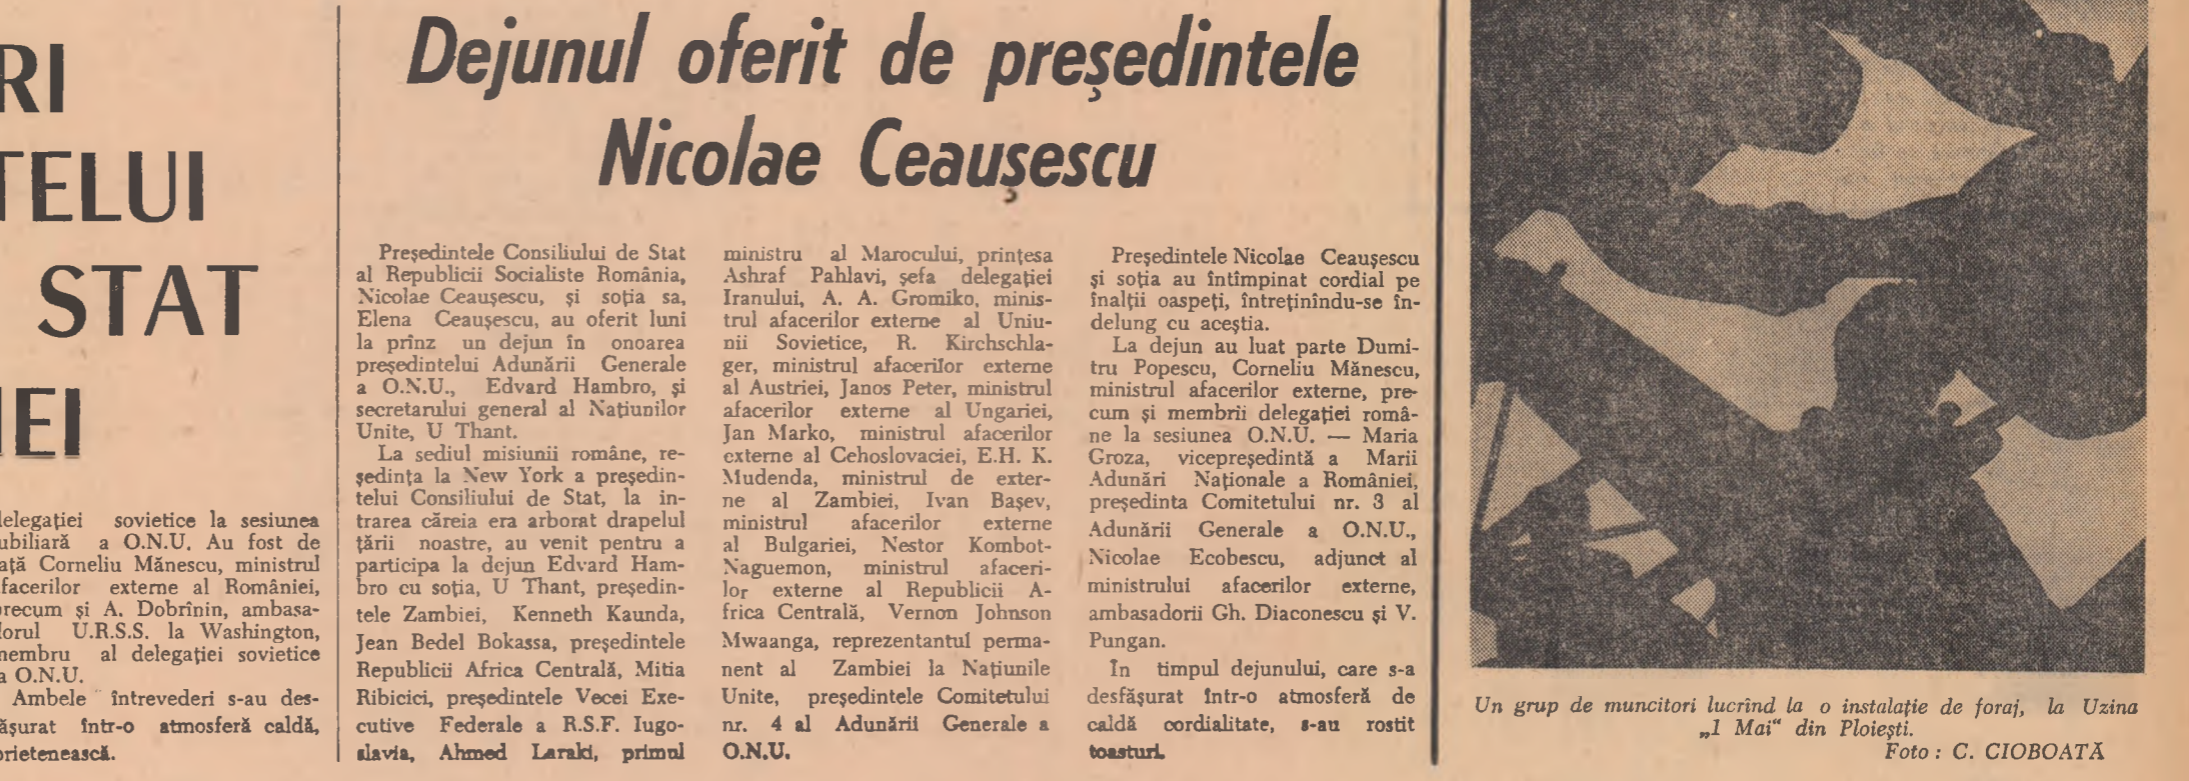 RI
TELUI
STAT
IEI
delegației sovietice la sesiunea
ubiliară a O.N.U. Au fost de
ață Corneliu Mănescu, ministrul
facerilor externe al României,
precum și A. Dobrînin, ambasa-
dorul U.R.S.S. la Washington,
membru al delegației sovietice
a O.N.U.
Ambele întrevederi s-au des-
ășurat într-o atmosferă caldă,
prietenească.
Dejunul oferit de președintele
Nicolae Ceaușescu
Președintele Consiliului de Stat
al Republicii Socialiste România,
Nicolae Ceaușescu, și soția sa,
Elena Ceaușescu, au oferit luni
la prînz un dejun în onoarea
președintelui Adunării Generale
a O.N.U., Edvard Hambro, și
secretarului general al Națiunilor
Unite, U Thant.
La sediul misiunii române, re-
ședința la New York a președin-
telui Consiliului de Stat, la in-
trarea căreia era arborat drapelul
țării noastre, au venit pentru a
participa la dejun Edvard Ham-
bro cu soția, U Thant, președin-
tele Zambiei, Kenneth Kaunda,
Jean Bedel Bokassa, președintele
Republicii Africa Centrală, Mitia
Ribicici, președintele Vecei Exe-
cutive Federale a R.S.F. Iugo-
slavia, Ahmed Laraki, primul
ministru al Marocului, prințesa
Ashraf Pahlavi, șefa delegației
Iranului, A. A. Gromiko, minis-
trul afacerilor externe al Uniu-
nii Sovietice, R. Kirchschla-
ger, ministrul afacerilor externe
al Austriei, Janos Peter, ministrul
afacerilor externe al Ungariei,
Jan Marko, ministrul afacerilor
externe al Cehoslovaciei, E.H. K.
Mudenda, ministrul de exter-
ne al Zambiei, Ivan Bașev,
ministrul afacerilor externe
al Bulgariei, Nestor Kombot-
Naguemon, ministrul afaceri-
lor externe al Republicii A-
frica Centrală, Vernon Johnson
Mwaanga, reprezentantul perma-
nent al Zambiei la Națiunile
Unite, președintele Comitetului
nr. 4 al Adunării Generale a
O.N.U.
Președintele Nicolae Ceaușescu
și soția au întîmpinat cordial pe
înalții oaspeți, întreținîndu-se în-
delung cu aceștia.
La dejun au luat parte Dumi-
tru Popescu, Corneliu Mănescu,
ministrul afacerilor externe, pre-
cum și membrii delegației româ-
ne la sesiunea O.N.U. — Maria
Groza, vicepreședintă a Marii
Adunări Naționale a României,
președinta Comitetului nr. 3 al
Adunării Generale a O.N.U.,
Nicolae Ecobescu, adjunct al
ministrului afacerilor externe,
ambasadorii Gh. Diaconescu și V.
Pungan.
În timpul dejunului, care s-a
desfășurat într-o atmosferă de
caldă cordialitate, s-au rostit
toasturi.
Un grup de muncitori lucrînd la o instalație de foraj, la Uzina
„1 Mai“ din Ploiești.
Foto : C. CIOBOATĂ